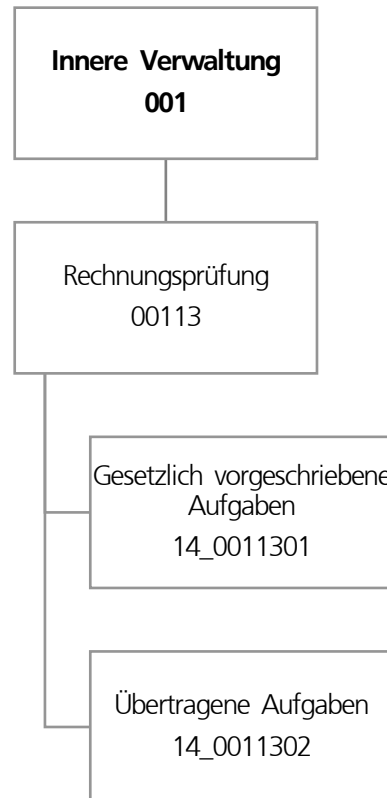 Innere Verwaltung
001
Rechnungsprüfung
00113
Gesetzlich vorgeschriebene
Aufgaben
14_0011301
Übertragene Aufgaben
14_0011302